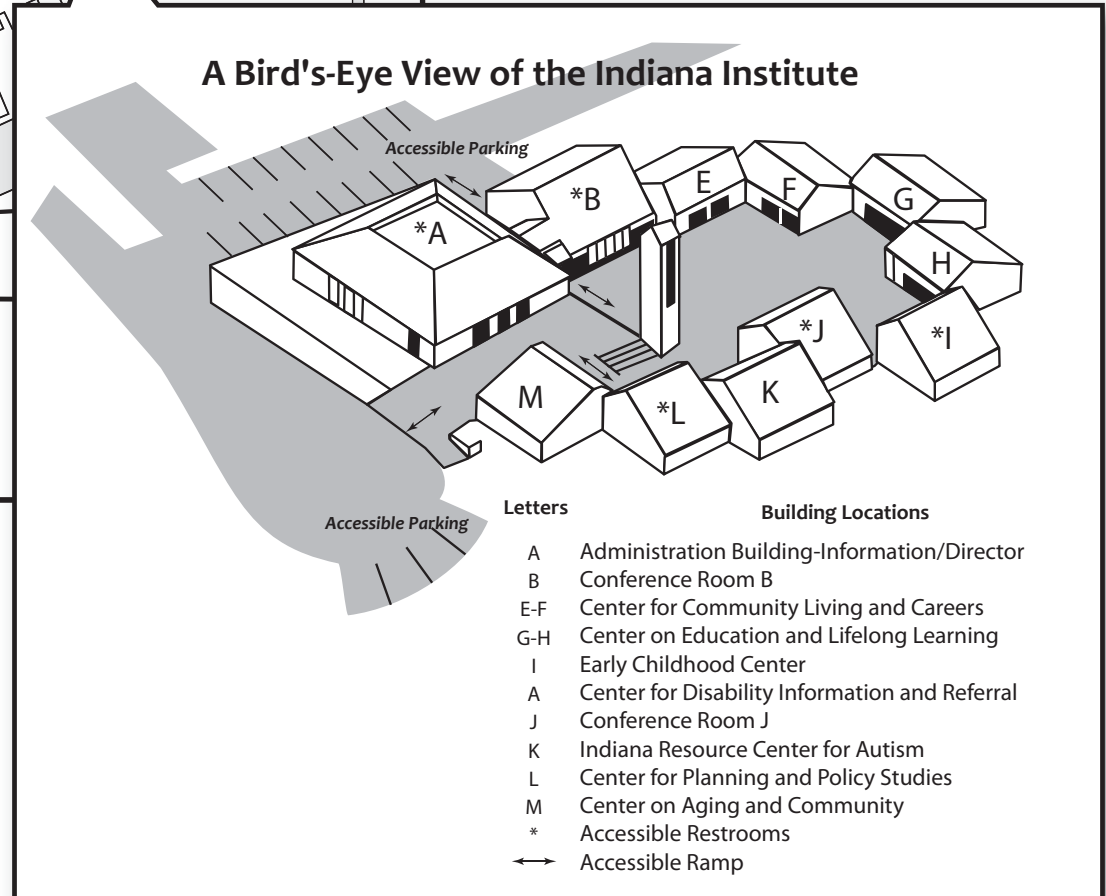 A Bird's-Eye View of the Indiana Institute
Accessible Parking
*A
*B
E
F
G
H
*I
*J
K
*L
M
Accessible Parking
Letters Building Locations
A Administration Building-Information/Director
B Conference Room B
E-F Center for Community Living and Careers
G-H Center on Education and Lifelong Learning
I Early Childhood Center
A Center for Disability Information and Referral
J Conference Room J
K Indiana Resource Center for Autism
L Center for Planning and Policy Studies
M Center on Aging and Community
* Accessible Restrooms
Accessible Ramp